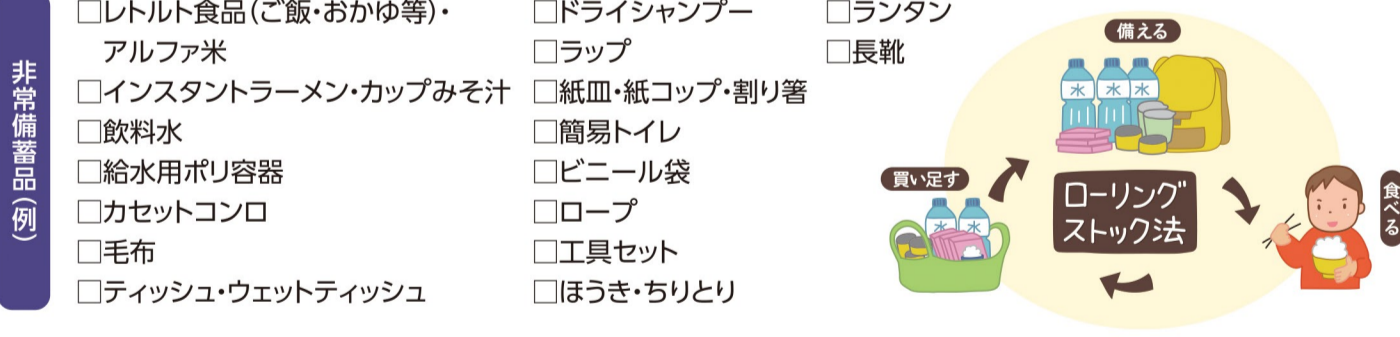 非常備蓄品(例)
□レトルト食品(ご飯・おかゆ等)・
アルファ米
□インスタントラーメン・カップみそ汁
□飲料水
□給水用ポリ容器
□カセットコンロ
□毛布
□ティッシュ・ウェットティッシュ
□ドライシャンプー
□ラップ
□紙皿・紙コップ・割り箸
□簡易トイレ
□ビニール袋
□ロープ
□工具セット
□ほうき・ちりとり
□ランタン
□長靴
備える
水 水 水
買い足す
水 水
ローリング
ストック法
食べる